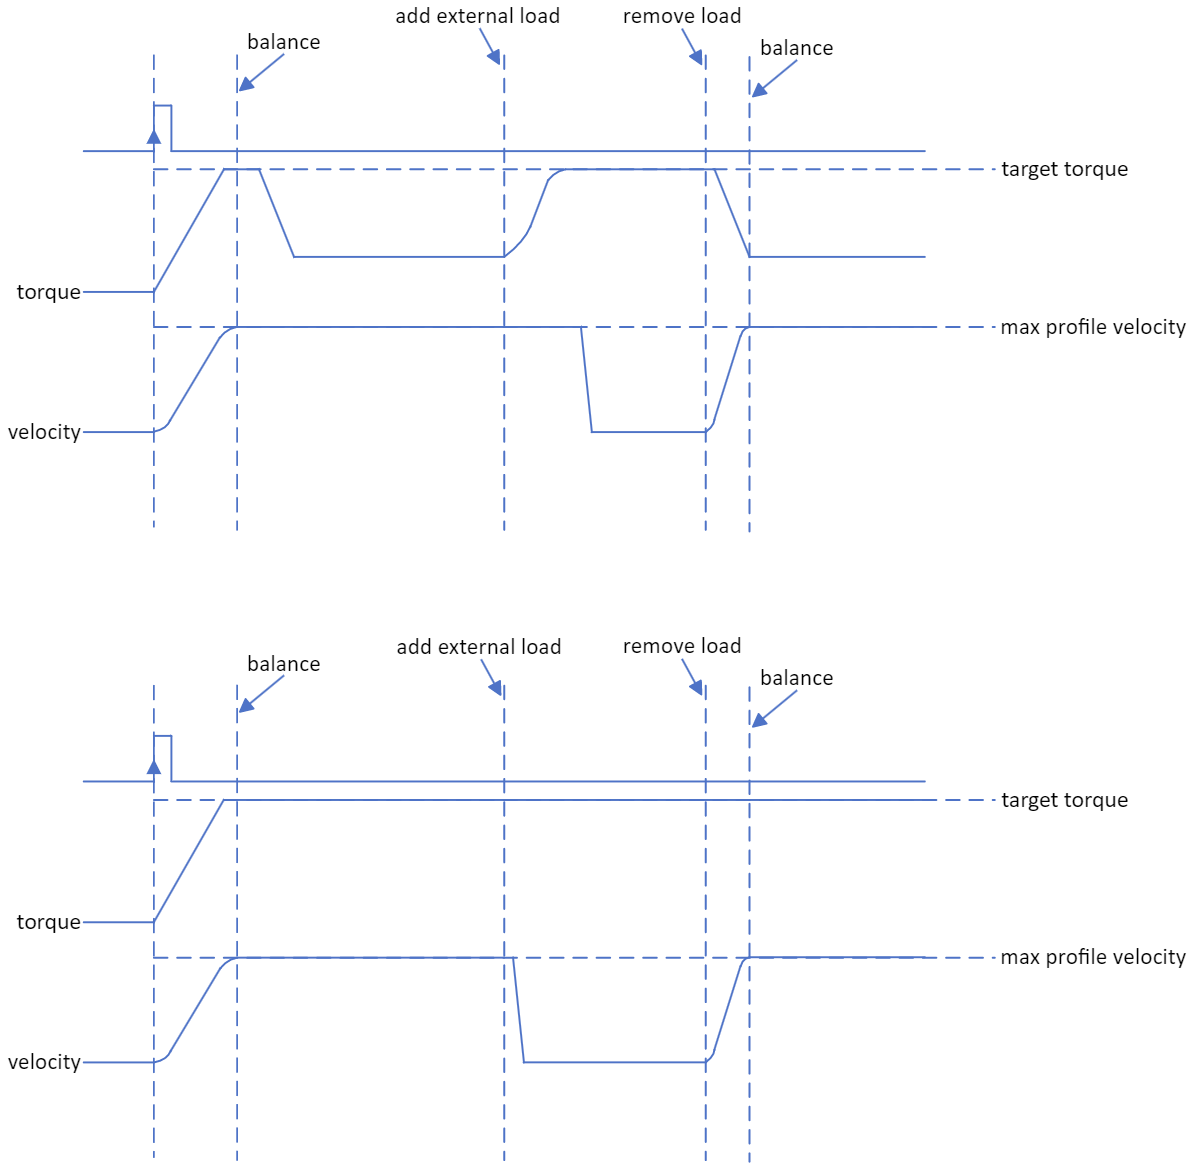 add external load
remove load
balance
balance
target torque
torque
max profile velocity
velocity
add external load
remove load
balance
balance
target torque
torque
max profile velocity
velocity